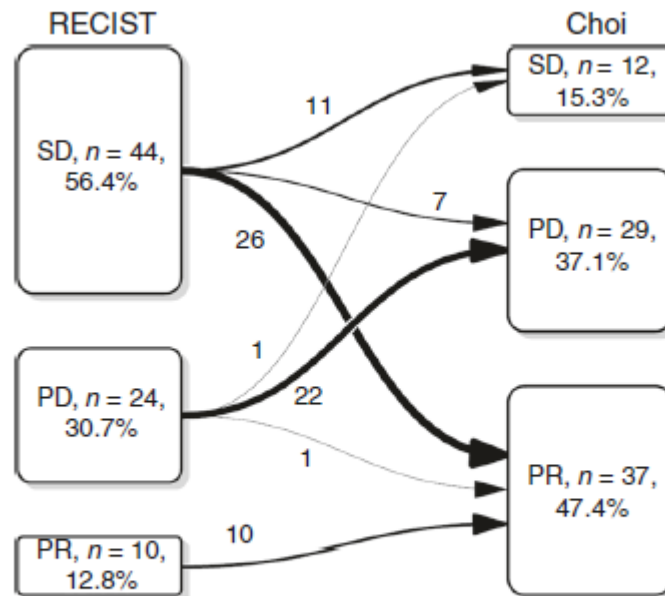 RECIST
SD, n = 44,
56.4%
PD, n = 24,
30.7%
PR, n = 10,
12.8%
11
7
26
1
22
1
10
Choi
SD, n = 12,
15.3%
PD, n = 29,
37.1%
PR, n = 37,
47.4%